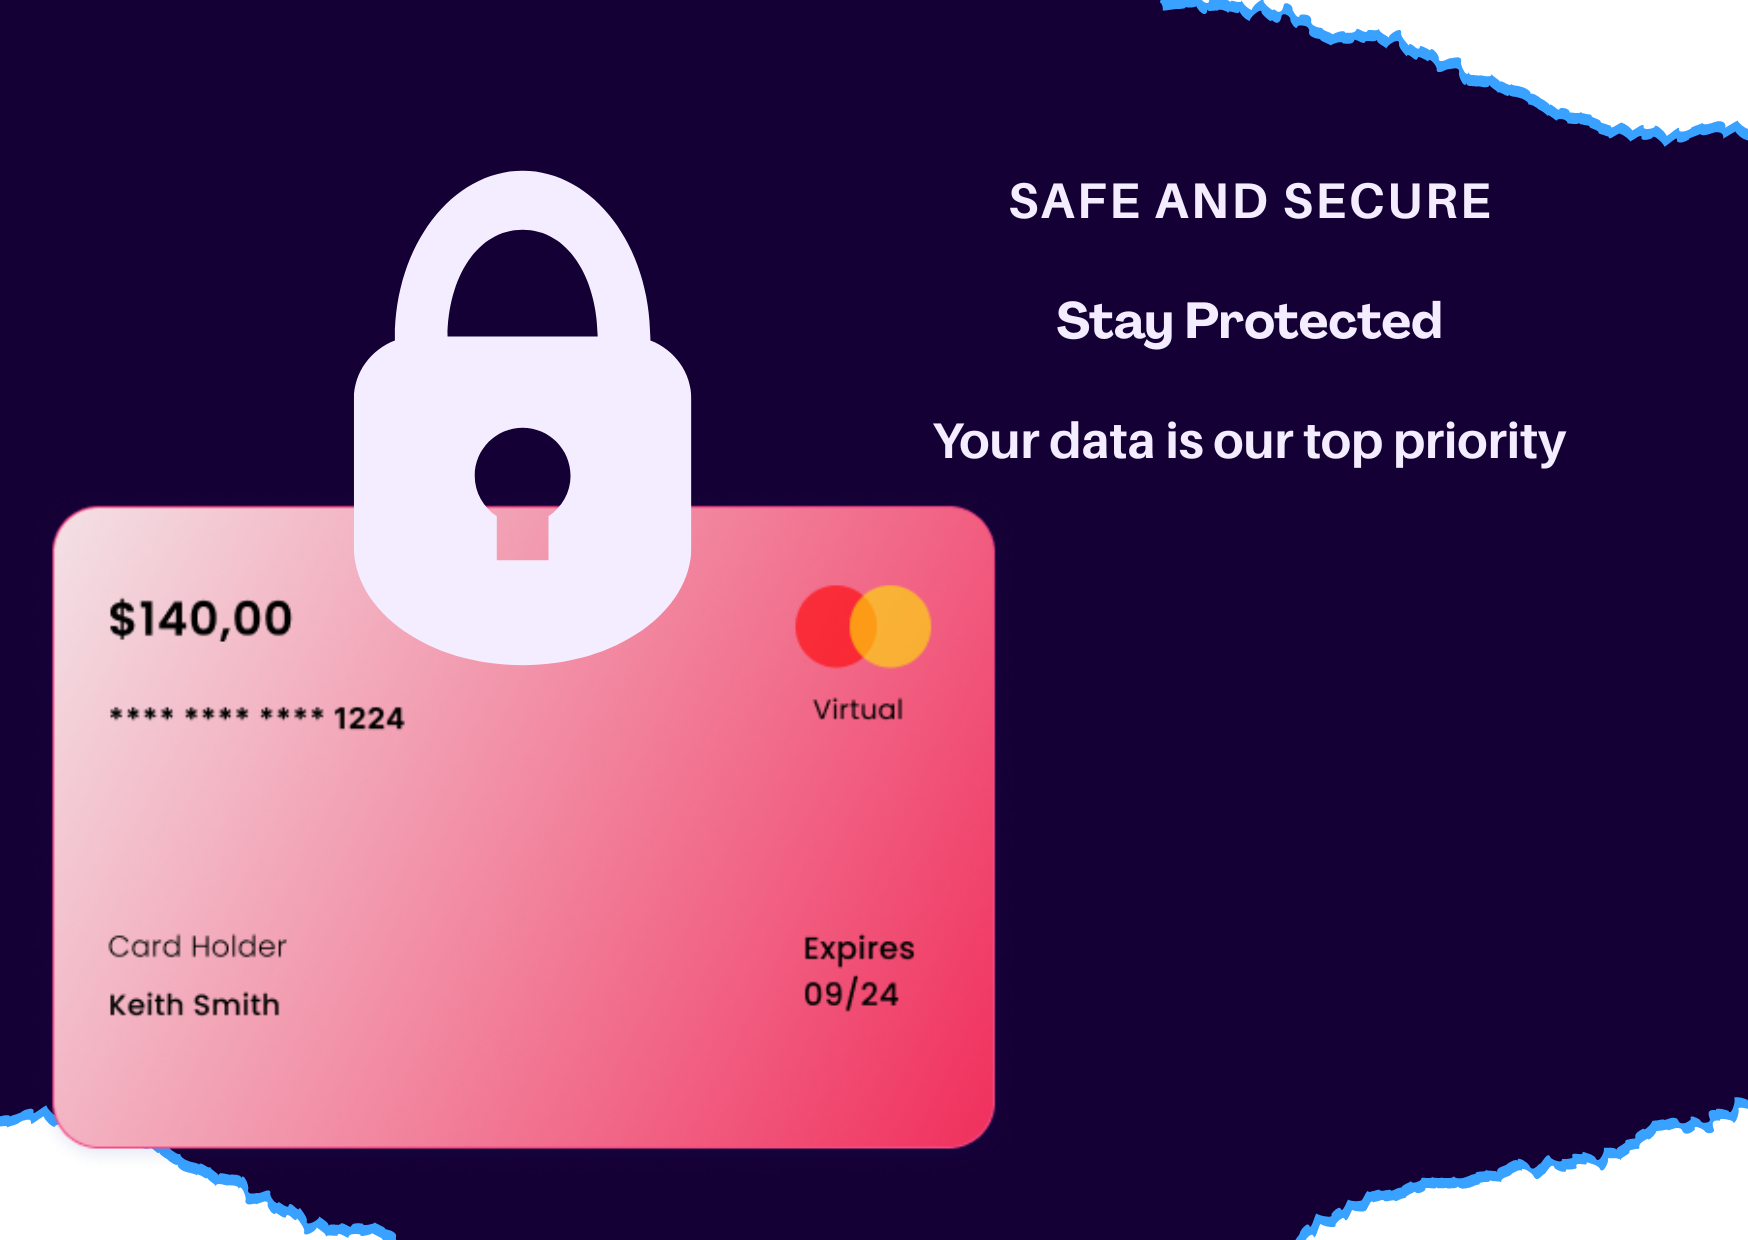 SAFE AND SECURE
Stay Protected
Your data is our top priority
$140,00
**** **** **** 1224
Virtual
Card Holder
Keith Smith
Expires
09/24